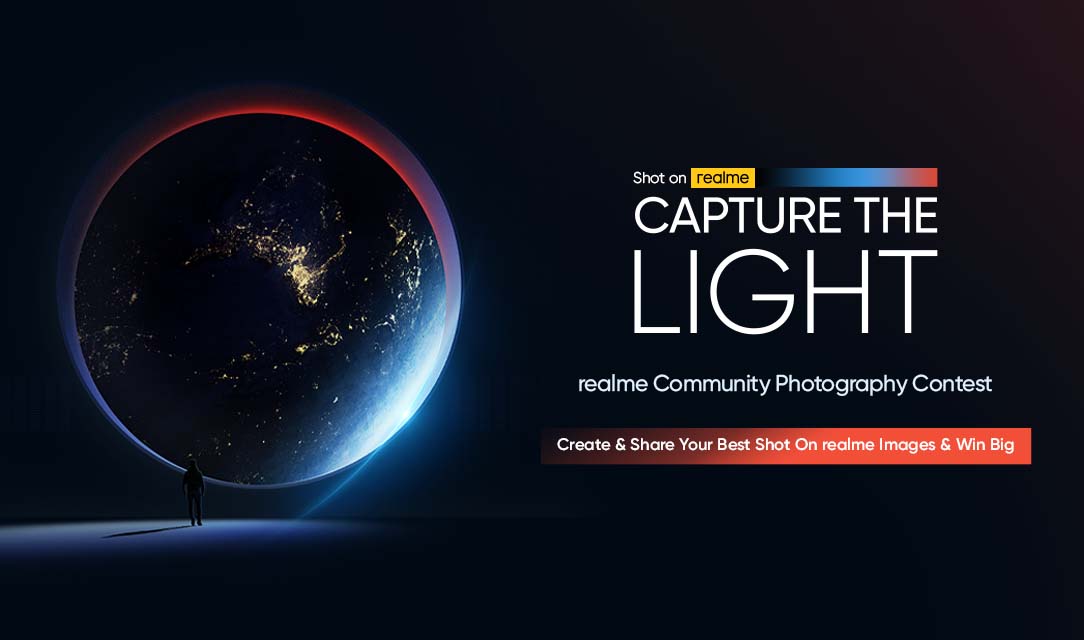 Shot on realme
CAPTURE THE
LIGHT
realme Community Photography Contest
Create & Share Your Best Shot On realme Images & Win Big